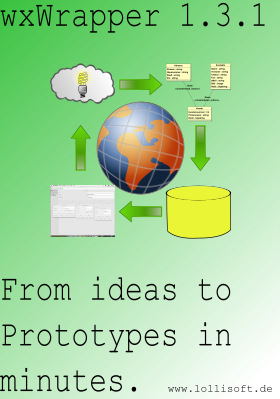 wxWrapper 1.3.1
From ideas to
Prototypes in
minutes.
www.lollisoft.de